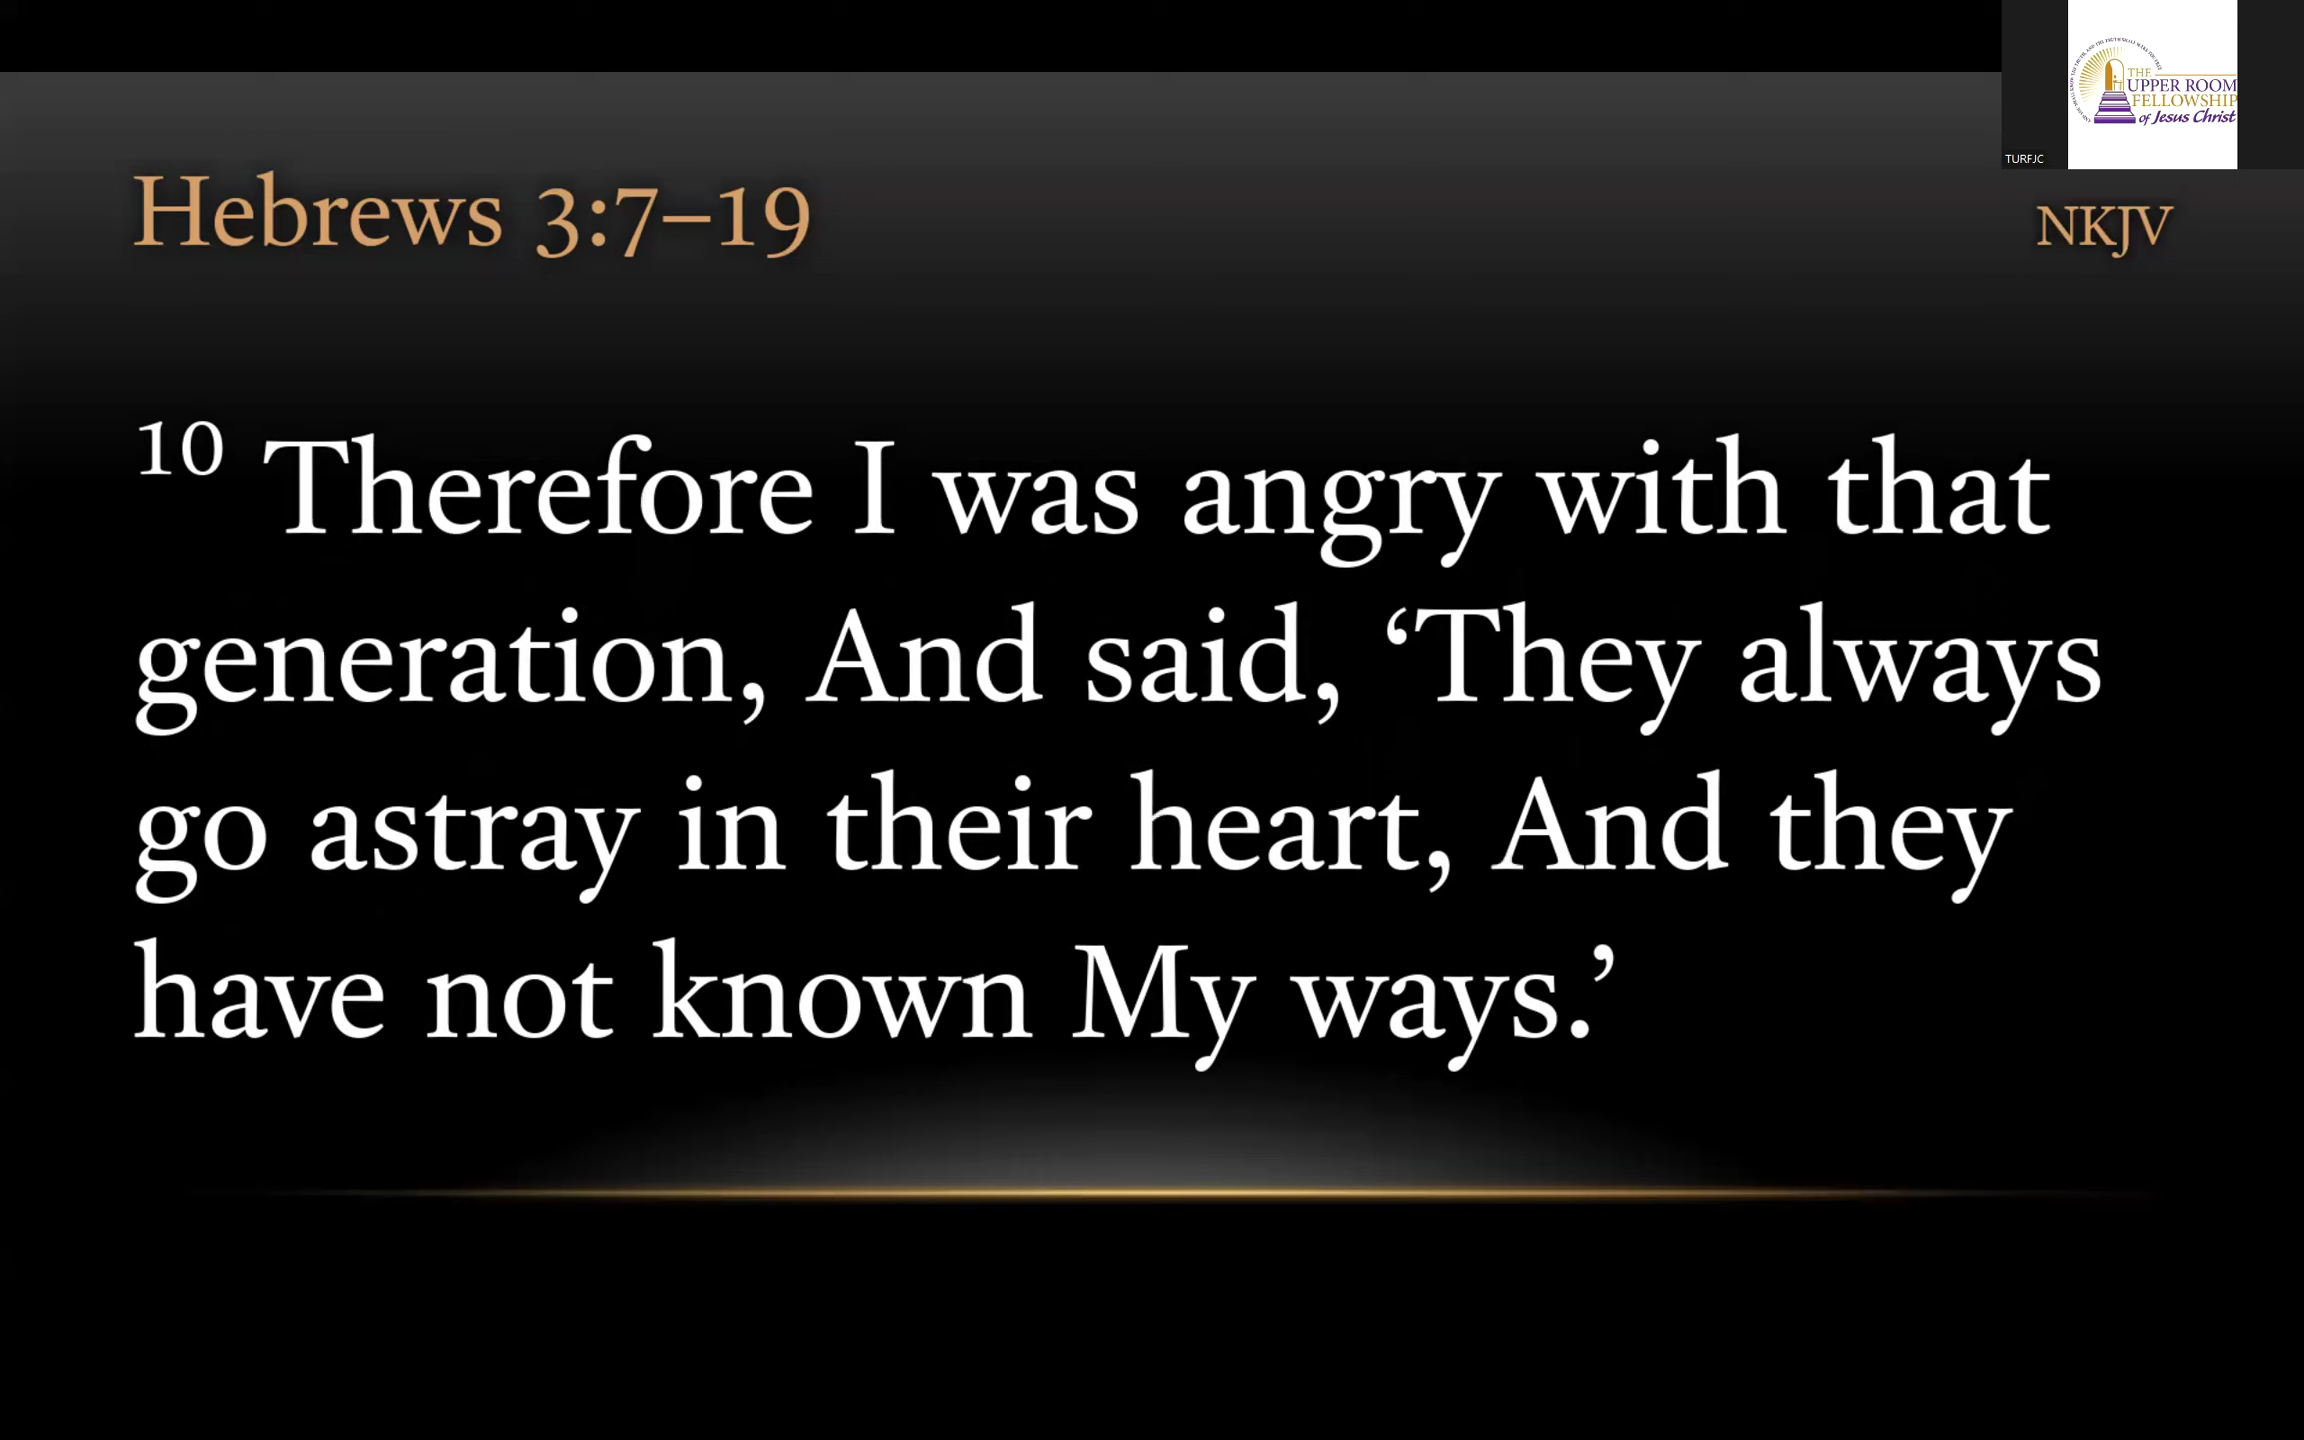 THE
UPPER ROOM
FELLOWSHIP
of Jesus Christ
TURFJC
Hebrews 3:7–19
NKJV
10 Therefore I was angry with that
generation, And said, ‘They always
go astray in their heart, And they
have not known My ways.’